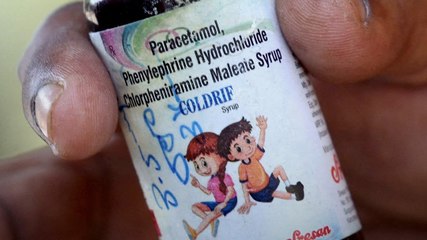 Paracetamol,
Phenylephrine Hydrochloride
Chlorpheniramine Maleate Syrup
COLDRIF
Syrup